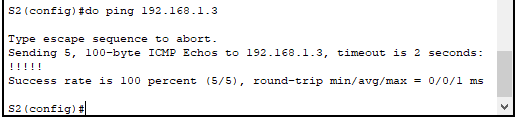 S2(config)#do ping 192.168.1.3
Type escape sequence to abort.
Sending 5, 100-byte ICMP Echos to 192.168.1.3, timeout is 2 seconds:
!!!!!
Success rate is 100 percent (5/5), round-trip min/avg/max = 0/0/1 ms
S2(config)#